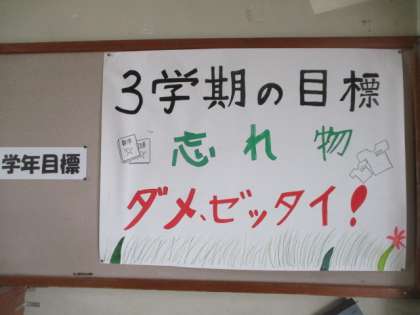 3学期の目標
忘れ物
ダメ、ゼッタイ!
学年目標